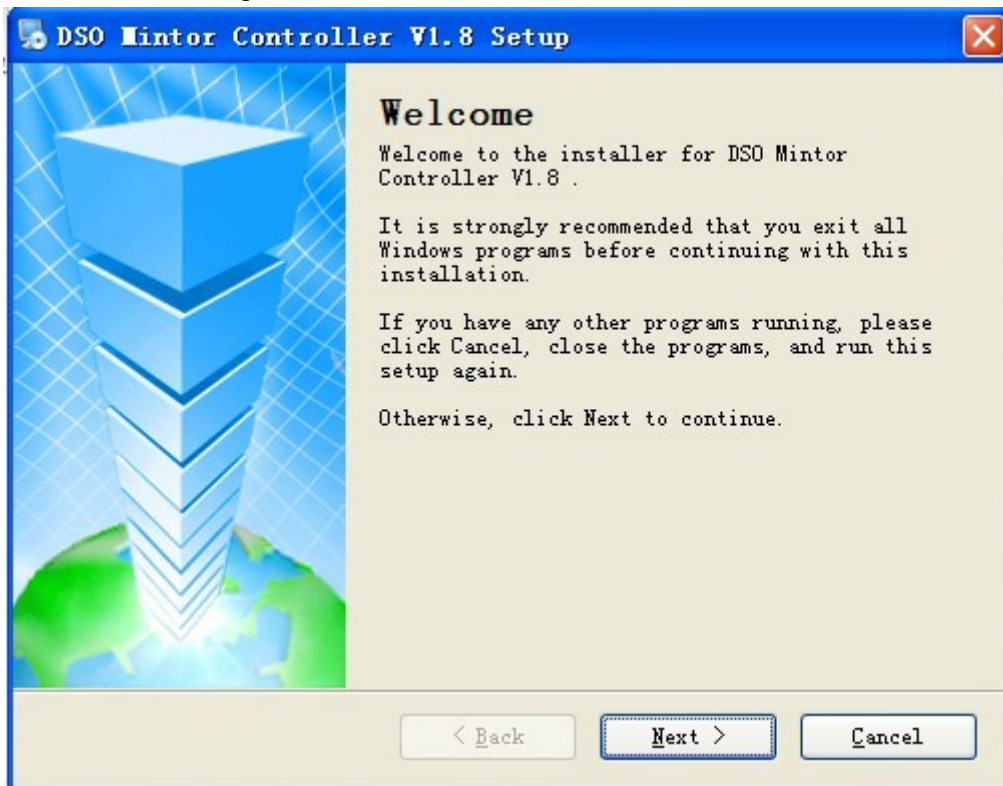 DSO Mintor Controller V1.8 Setup
Welcome
Welcome to the installer for DSO Mintor
Controller V1.8 .
It is strongly recommended that you exit all
Windows programs before continuing with this
installation.
If you have any other programs running, please
click Cancel, close the programs, and run this
setup again.
Otherwise, click Next to continue.
< Back
Next >
Cancel